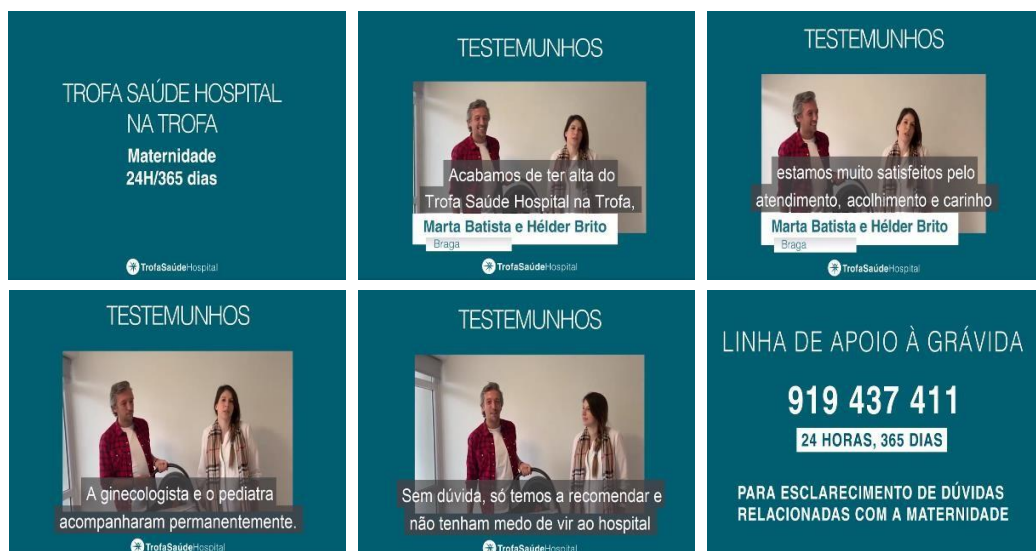 TROFA SAÚDE HOSPITAL
NA TROFA
Maternidade
24H/365 dias
TrofaSaúdeHospital
TESTEMUNHOS
Acabamos de ter alta do
Trofa Saúde Hospital na Trofa,
Marta Batista e Hélder Brito
Braga
TrofaSaúdeHospital
TESTEMUNHOS
estamos muito satisfeitos pelo
atendimento, acolhimento e carinho
Marta Batista e Hélder Brito
Braga
TrofaSaúdeHospital
TESTEMUNHOS
A ginecologista e o pediatra
acompanharam permanentemente.
TrofaSaúdeHospital
TESTEMUNHOS
Sem dúvida, só temos a recomendar e
não tenham medo de vir ao hospital
TrofaSaúdeHospital
LINHA DE APOIO À GRÁVIDA
919 437 411
24 HORAS, 365 DIAS
PARA ESCLARECIMENTO DE DÚVIDAS
RELACIONADAS COM A MATERNIDADE